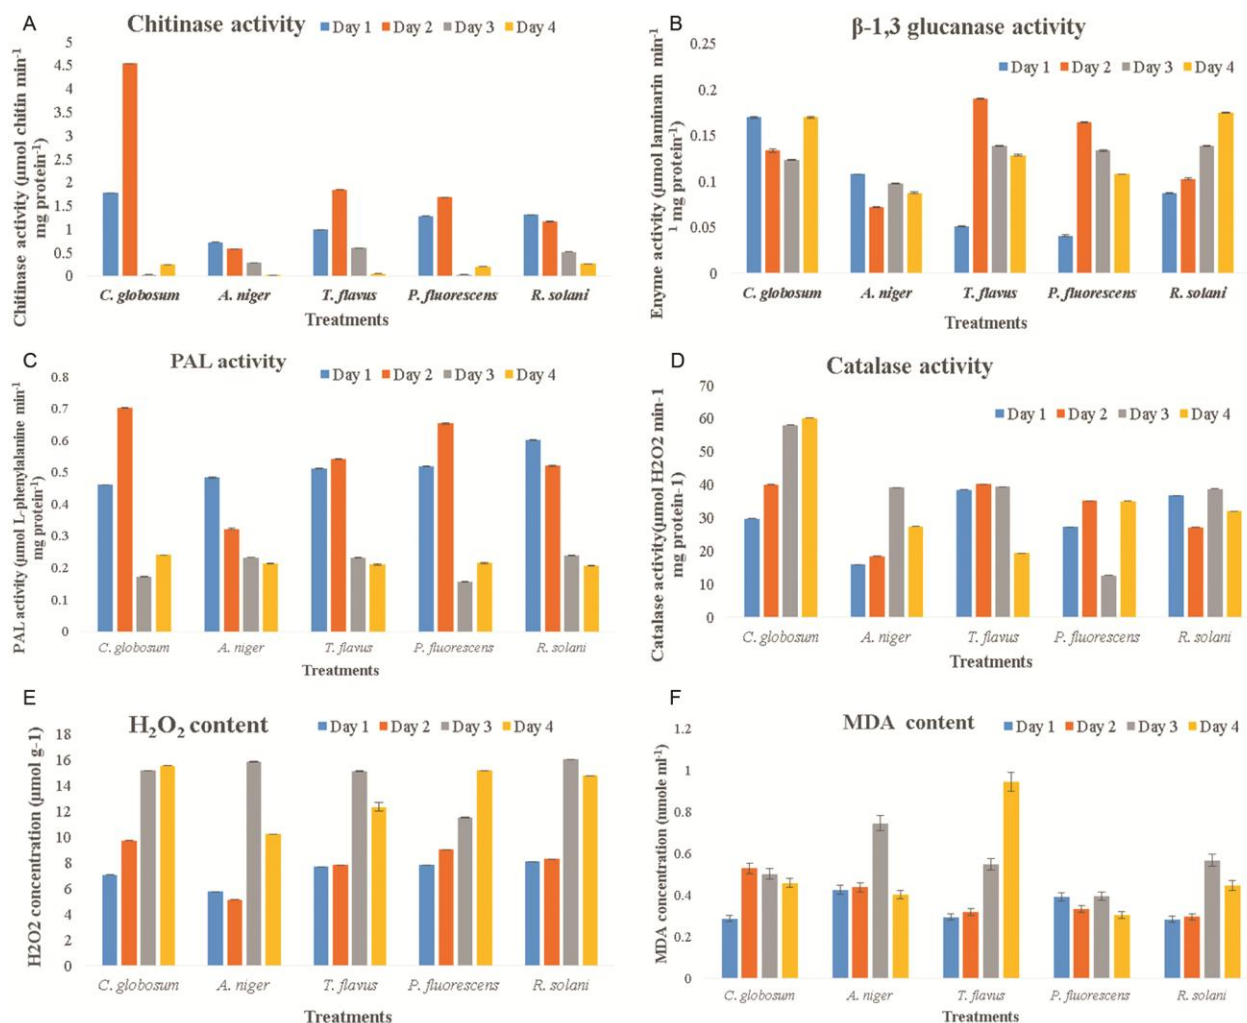 A
Chitinase activity
Day 1 Day 2 Day 3 Day 4
Chitinase activity (µmol chitin min-1
mg protein-1)
5
4.5
4
3.5
3
2.5
2
1.5
1
0.5
0
C. globosum A. niger T. flavus P. fluorescens R. solani
Treatments
B
β-1,3 glucanase activity
Day 1 Day 2 Day 3 Day 4
Enyme activity (µmol laminarin min-
1 mg protein-1)
0.25
0.2
0.15
0.1
0.05
0
C. globosum A. niger T. flavus P. fluorescens R. solani
Treatments
C
PAL activity
Day 1 Day 2 Day 3 Day 4
PAL activity (µmol L-phenylalanine min-1
mg protein-1)
0.8
0.7
0.6
0.5
0.4
0.3
0.2
0.1
0
C. globosum A. niger T. flavus P. fluorescens R. solani
Treatments
D
Catalase activity
Day 1 Day 2 Day 3 Day 4
Catalase activity(µmol H2O2 min-1
mg protein-1)
70
60
50
40
30
20
10
0
C. globosum A. niger T. flavus P. fluorescens R. solani
Treatments
E
H2O2 content
Day 1 Day 2 Day 3 Day 4
H2O2 concentration (µmol g-1)
18
16
14
12
10
8
6
4
2
0
C. globosum A. niger T. flavus P. fluorescens R. solani
Treatments
F
MDA content
Day 1 Day 2 Day 3 Day 4
MDA concentration (nmole ml-1)
1.2
1
0.8
0.6
0.4
0.2
0
C. globosum A. niger T. flavus P. fluorescens R. solani
Treatments